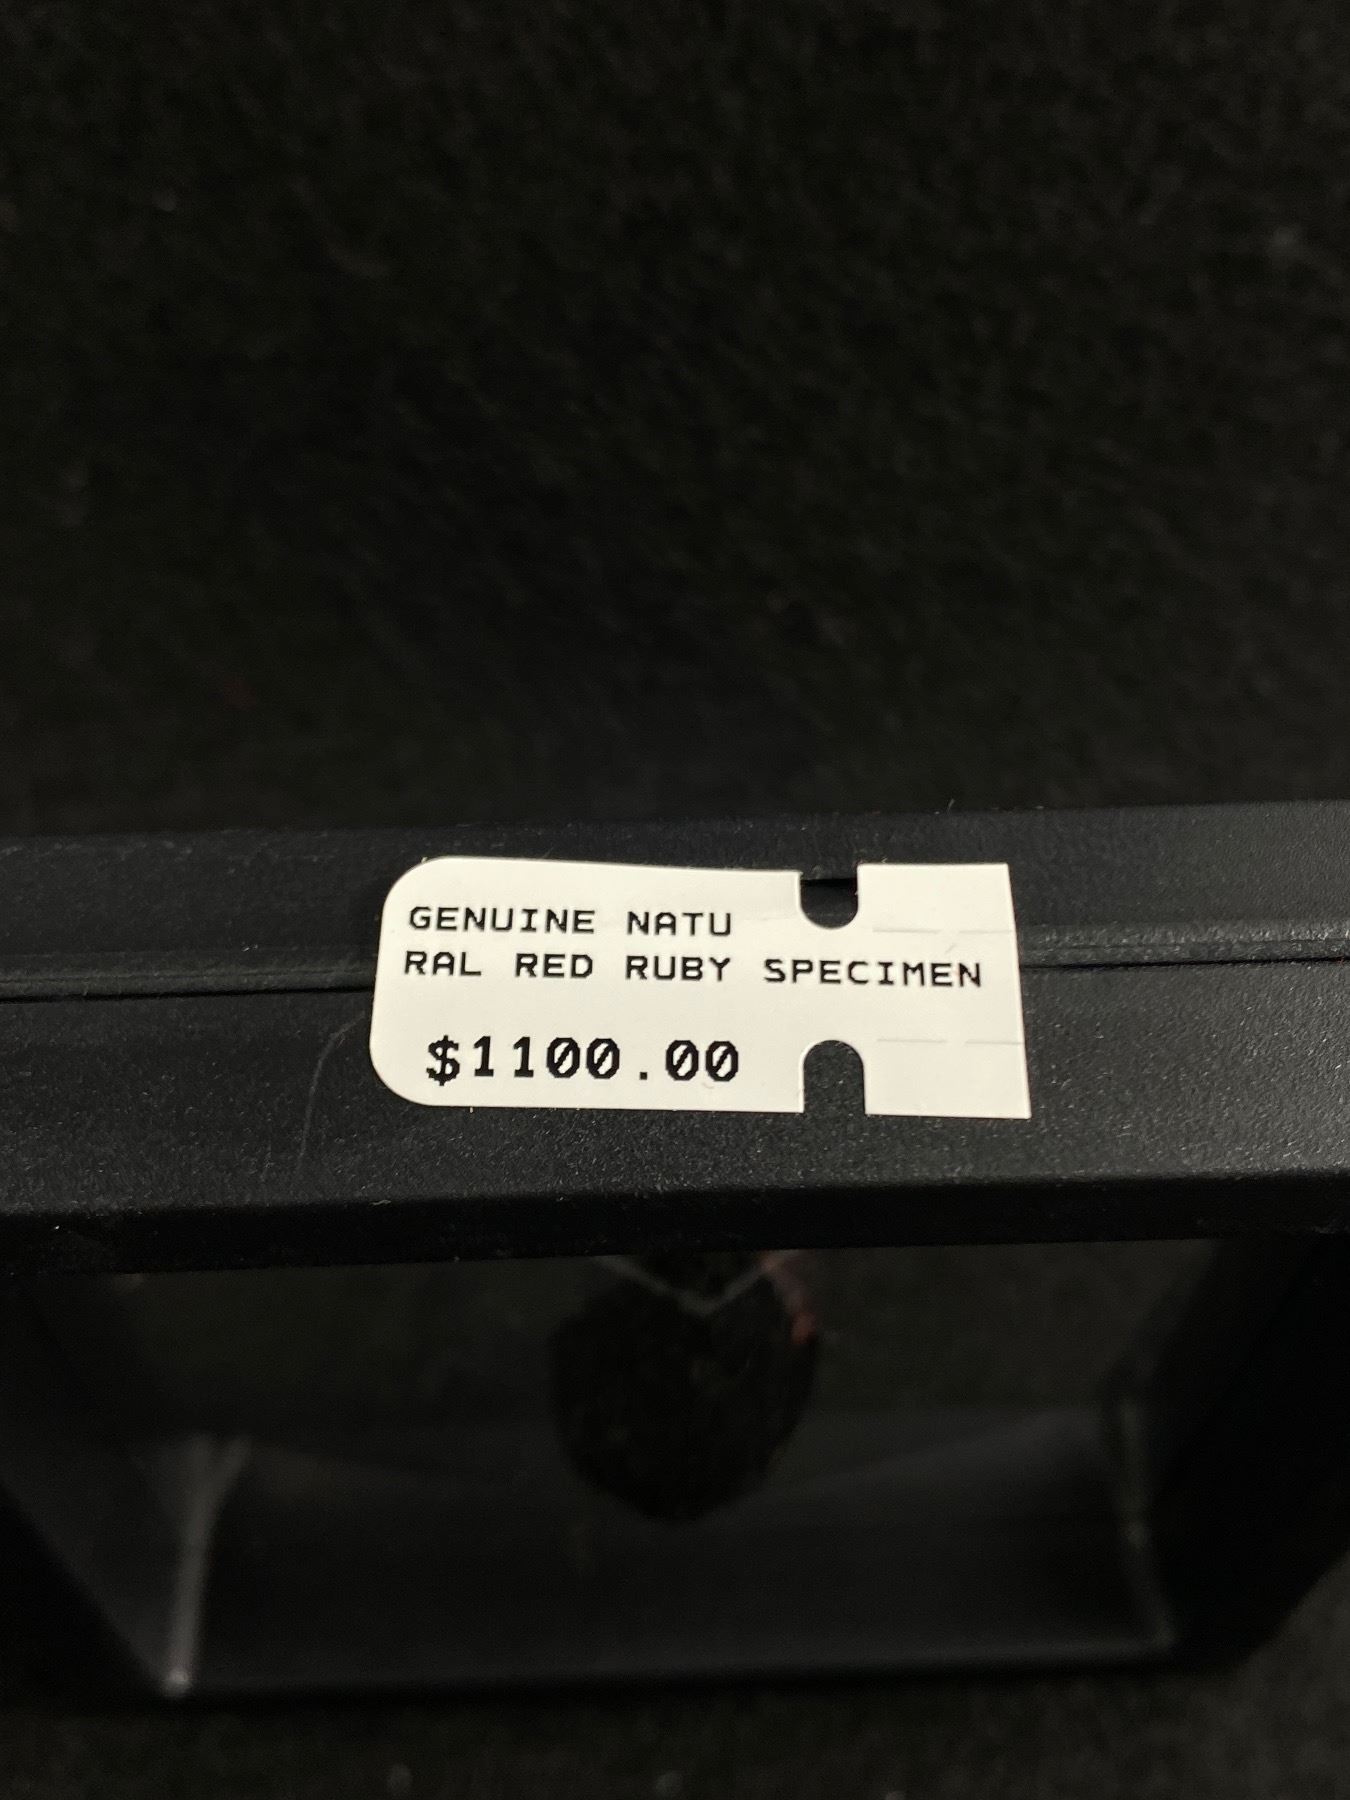 GENUINE NATU
RAL RED RUBY SPECIMEN
$1100.00